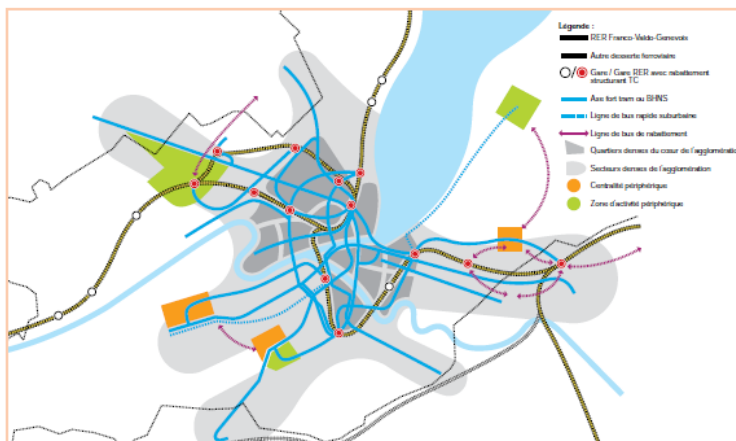 Légende :
RER Franco-Valdo-Genevois
Autre desserte ferroviaire
Gare / Gare RER avec rabattement
structurant TC
Axe fort tram ou BHNS
Ligne de bus rapide suburbaine
Ligne de bus de rabattement
Quartiers denses du cœur de l'agglomératio
Secteurs denses de l'agglomération
Centralité périphérique
Zone d'activité périphérique